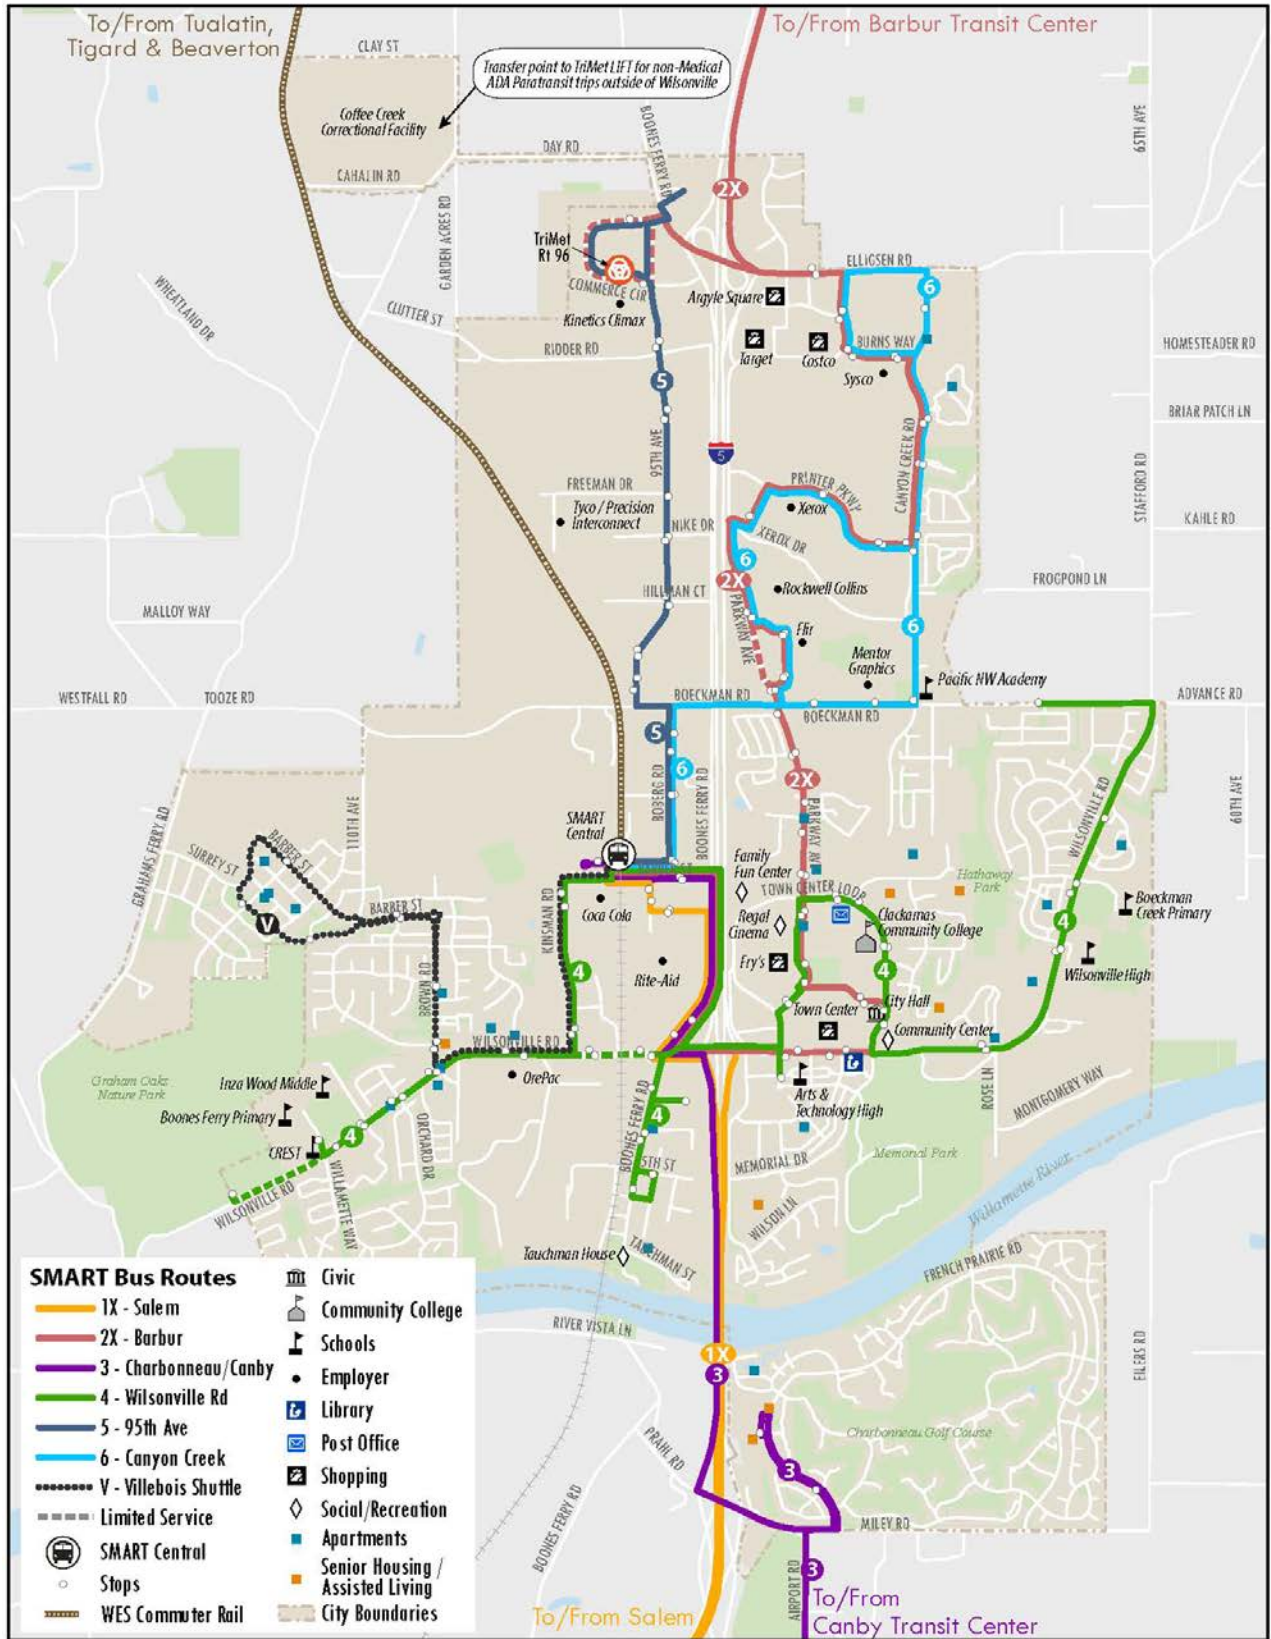 To/From Tualatin,
Tigard & Beaverton
To/From Barbur Transit Center
CLAY ST
Transfer point to TriMet LIFT for non-Medical
ADA Paratransit trips outside of Wilsonville
Coffee Creek
Correctional Facility
BOONES FERRY RD
65TH AVE
DAY RD
CAHALIN RD
2X
GARDEN ACRES RD
TriMet
Rt 96
ELLIGSEN RD
6
COMMERCE CIR
Argyle Square
WHEATLAND DR
CLUTTER ST
Kinetics Climax
RIDDER RD
Target
Costco
BURNS WAY
Sysco
HOMESTEADER RD
5
BRIAR PATCH LN
95TH AVE
5
CANYON CREEK RD
STAFFORD RD
FREEMAN DR
PRINTER PKWY
Tyco / Precision
Interconnect
Xerox
NIKE DR
XEROX DR
KAHLE RD
6
2X
HILLMAN CT
Rockwell Collins
FROGPOND LN
MALLOY WAY
PARKWAY AVE
Flir
6
Mentor
Graphics
Pacific NW Academy
WESTFALL RD
TOOZE RD
BOECKMAN RD
BOECKMAN RD
ADVANCE RD
5
6
2X
BOBERG RD
BOONES FERRY RD
PARKWAY AVE
WILSONVILLE RD
60TH AVE
110TH AVE
GRAHAMS FERRY RD
SMART
Central
SURREY ST
BARBER ST
Family
Fun Center
TOWN CENTER LOOP
Hathaway
Park
Boeckman
Creek Primary
BARBER ST
V
KINSMAN RD
Coca Cola
Regal
Cinema
Clackamas
Community College
4
Wilsonville High
4
Rite-Aid
Fry's
4
BROWN RD
City Hall
Town Center
Community Center
WILSONVILLE RD
Graham Oaks
Nature Park
Inza Wood Middle
OrePac
Arts &
Technology High
ROSE LN
MONTGOMERY WAY
Boones Ferry Primary
4
BOONES FERRY RD
CREST
4
ORCHARD DR
5TH ST
MEMORIAL DR
Memorial Park
WILLAMETTE WAY
WILSONVILLE RD
WILSON LN
Willamette River
Tauchman House
TAUCHMAN ST
FRENCH PRAIRIE RD
RIVER VISTA LN
1X
3
EILERS RD
PRAHL RD
Charbonneau Golf Course
3
BOONES FERRY RD
MILEY RD
AIRPORT RD
3
To/From Salem
To/From
Canby Transit Center
SMART Bus Routes
1X - Salem
2X - Barbur
3 - Charbonneau/Canby
4 - Wilsonville Rd
5 - 95th Ave
6 - Canyon Creek
V - Villebois Shuttle
Limited Service
SMART Central
Stops
WES Commuter Rail
Civic
Community College
Schools
Employer
Library
Post Office
Shopping
Social/Recreation
Apartments
Senior Housing /
Assisted Living
City Boundaries